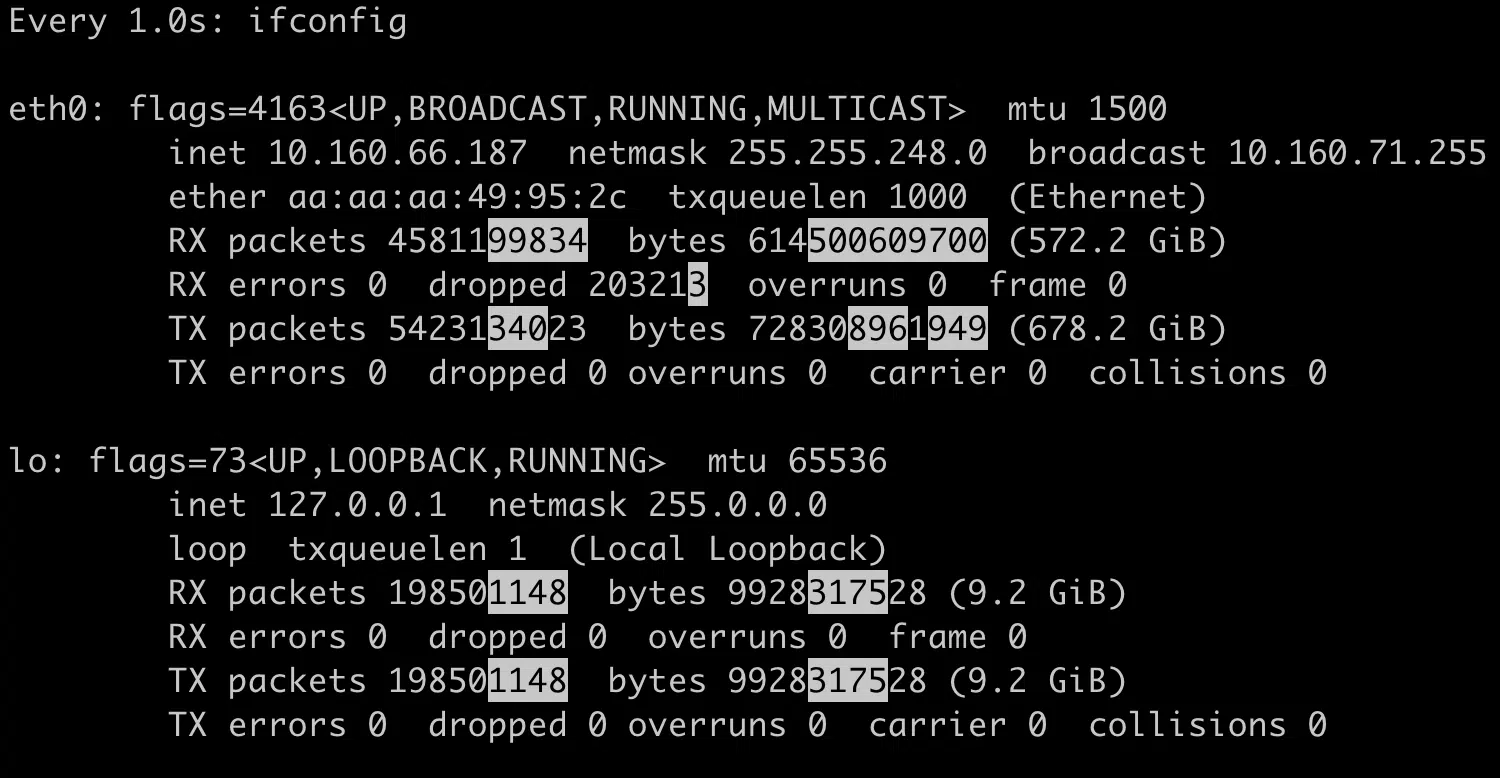 Every 1.0s: ifconfig
eth0: flags=4163<UP,BROADCAST,RUNNING,MULTICAST>  mtu 1500
inet 10.160.66.187  netmask 255.255.248.0  broadcast 10.160.71.255
ether aa:aa:aa:49:95:2c  txqueuelen 1000  (Ethernet)
RX packets 4581199834  bytes 614500609700 (572.2 GiB)
RX errors 0  dropped 203213  overruns 0  frame 0
TX packets 5423134023  bytes 728308961949 (678.2 GiB)
TX errors 0  dropped 0 overruns 0  carrier 0  collisions 0
lo: flags=73<UP,LOOPBACK,RUNNING>  mtu 65536
inet 127.0.0.1  netmask 255.0.0.0
loop  txqueuelen 1  (Local Loopback)
RX packets 198501148  bytes 9928317528 (9.2 GiB)
RX errors 0  dropped 0  overruns 0  frame 0
TX packets 198501148  bytes 9928317528 (9.2 GiB)
TX errors 0  dropped 0 overruns 0  carrier 0  collisions 0